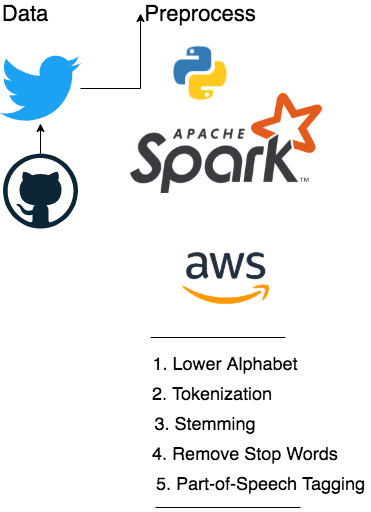 Data
Preprocess
APACHE
Spark™
aws
1. Lower Alphabet
2. Tokenization
3. Stemming
4. Remove Stop Words
5. Part-of-Speech Tagging